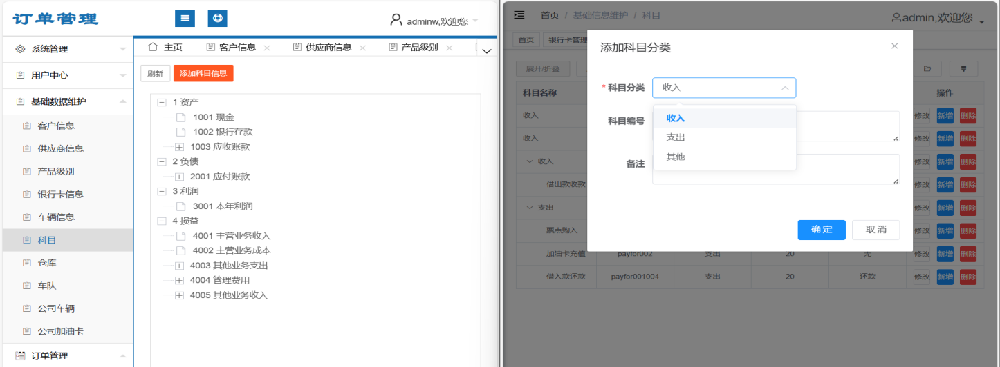 订单管理
adminw,欢迎您
系统管理
用户中心
基础数据维护
客户信息
供应商信息
产品级别
银行卡信息
车辆信息
科目
仓库
车队
公司车辆
公司加油卡
订单管理
主页 客户信息 供应商信息 产品级别
刷新 添加科目信息
1 资产
1001 现金
1002 银行存款
1003 应收账款
2 负债
2001 应付账款
3 利润
3001 本年利润
4 损益
4001 主营业务收入
4002 主营业务成本
4003 其他业务支出
4004 管理费用
4005 其他业务收入
首页 / 基础信息维护 / 科目
admin,欢迎您
首页 银行卡管理
展开/折叠
科目名称 操作
收入 修改 新增 删除
收入 修改 新增 删除
收入 修改 新增 删除
借出款收款 修改 新增 删除
支出 修改 新增 删除
票点购入 修改 新增 删除
加油卡充值 payfor002 支出 20 无 修改 新增 删除
借入款还款 payfor001004 支出 20 还款 修改 新增 删除
添加科目分类
* 科目分类 收入
收入
支出
其他
科目编号
备注
确定 取消